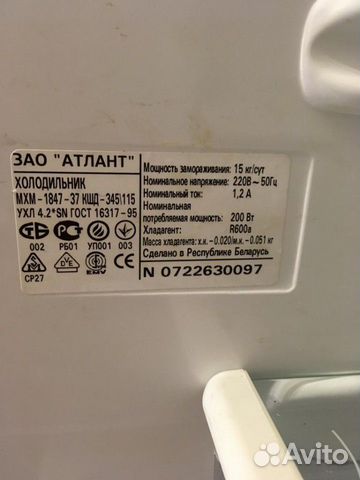 ЗАО "АТЛАНТ"
ХОЛОДИЛЬНИК
МХМ-1847-37 КШД-345\115
УХЛ 4.2*SN ГОСТ 16317-95
002 РБ01 УП001 003
СР27
Мощность замораживания: 15 кг/сут
Номинальное напряжение: 220В~50Гц
Номинальный ток: 1,2 А
Номинальная
потребляемая мощность: 200 Вт
Хладагент: R600a
Масса хладагента: х.к. -0.020/м.к. -0.051 кг
Сделано в Республике Беларусь
N 0722630097
Avito